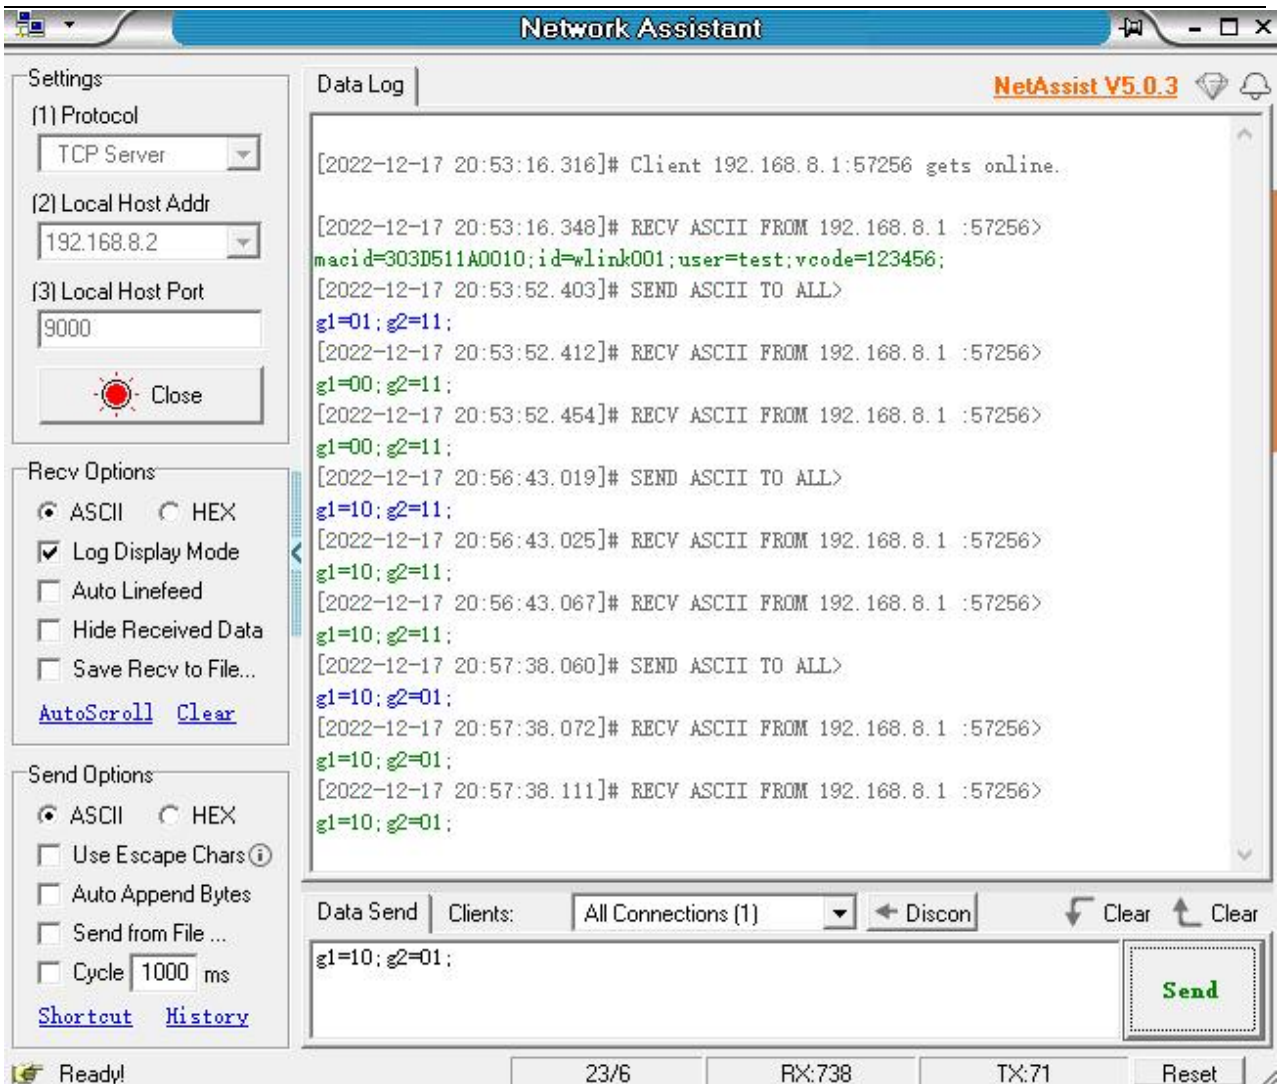 Network Assistant
Settings
(1) Protocol
TCP Server
(2) Local Host Addr
192.168.8.2
(3) Local Host Port
9000
Close
Recv Options
ASCII HEX
Log Display Mode
Auto Linefeed
Hide Received Data
Save Recv to File...
AutoScroll Clear
Send Options
ASCII HEX
Use Escape Chars
Auto Append Bytes
Send from File ...
Cycle 1000 ms
Shortcut History
Data Log
NetAssist V5.0.3
[2022-12-17 20:53:16.316]# Client 192.168.8.1:57256 gets online.
[2022-12-17 20:53:16.348]# RECV ASCII FROM 192.168.8.1 :57256>
macid=303D511A0010;id=wlink001;user=test;vcode=123456;
[2022-12-17 20:53:52.403]# SEND ASCII TO ALL>
g1=01;g2=11;
[2022-12-17 20:53:52.412]# RECV ASCII FROM 192.168.8.1 :57256>
g1=00;g2=11;
[2022-12-17 20:53:52.454]# RECV ASCII FROM 192.168.8.1 :57256>
g1=00;g2=11;
[2022-12-17 20:56:43.019]# SEND ASCII TO ALL>
g1=10;g2=11;
[2022-12-17 20:56:43.025]# RECV ASCII FROM 192.168.8.1 :57256>
g1=10;g2=11;
[2022-12-17 20:56:43.067]# RECV ASCII FROM 192.168.8.1 :57256>
g1=10;g2=11;
[2022-12-17 20:57:38.060]# SEND ASCII TO ALL>
g1=10;g2=01;
[2022-12-17 20:57:38.072]# RECV ASCII FROM 192.168.8.1 :57256>
g1=10;g2=01;
[2022-12-17 20:57:38.111]# RECV ASCII FROM 192.168.8.1 :57256>
g1=10;g2=01;
Data Send Clients: All Connections (1) Discon Clear Clear
g1=10;g2=01;
Send
Ready! 23/6 RX:738 TX:71 Reset